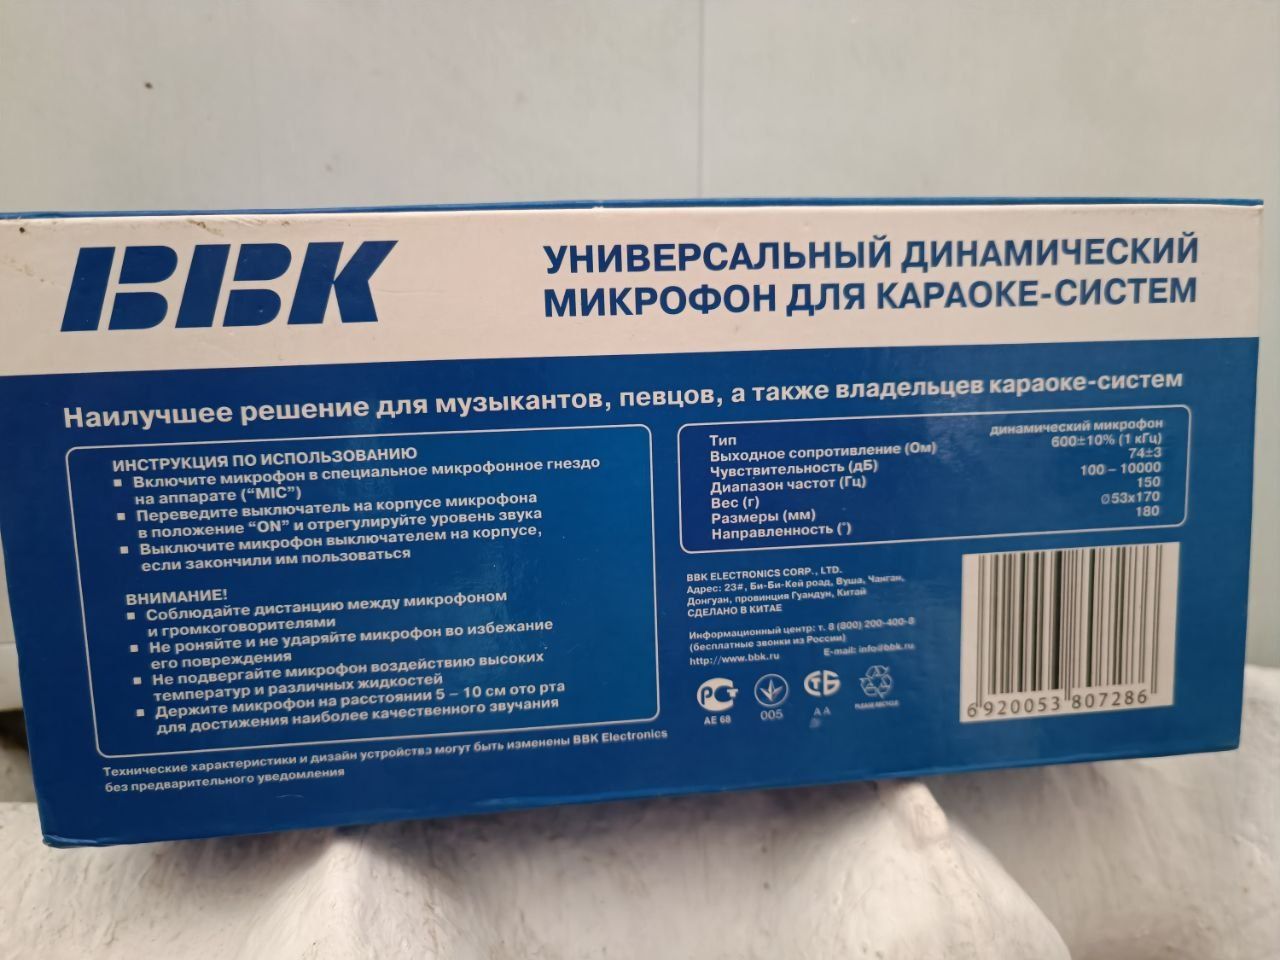 BBK
УНИВЕРСАЛЬНЫЙ ДИНАМИЧЕСКИЙ
МИКРОФОН ДЛЯ КАРАОКЕ-СИСТЕМ
Наилучшее решение для музыкантов, певцов, а также владельцев караоке-систем
ИНСТРУКЦИЯ ПО ИСПОЛЬЗОВАНИЮ
▪ Включите микрофон в специальное микрофонное гнездо
на аппарате (“MIC”)
▪ Переведите выключатель на корпусе микрофона
в положение “ON” и отрегулируйте уровень звука
▪ Выключите микрофон выключателем на корпусе,
если закончили им пользоваться
ВНИМАНИЕ!
▪ Соблюдайте дистанцию между микрофоном
и громкоговорителями
▪ Не роняйте и не ударяйте микрофон во избежание
его повреждения
▪ Не подвергайте микрофон воздействию высоких
температур и различных жидкостей
▪ Держите микрофон на расстоянии 5 – 10 см ото рта
для достижения наиболее качественного звучания
Технические характеристики и дизайн устройства могут быть изменены BBK Electronics
без предварительного уведомления
Тип динамический микрофон
Выходное сопротивление (Ом) 600±10% (1 кГц)
Чувствительность (дБ) 74±3
Диапазон частот (Гц) 100 – 10000
Вес (г) 150
Размеры (мм) Ø53x170
Направленность (°) 180
BBK ELECTRONICS CORP., LTD.
Адрес: 23#, Би-Би-Кей роад, Вуша, Чанган,
Донгуан, провинция Гуандун, Китай
СДЕЛАНО В КИТАЕ
Информационный центр: т. 8 (800) 200-400-8
(бесплатные звонки из России)
http://www.bbk.ru E-mail: info@bbk.ru
РСТ СТБ
АЕ 68 005 АА PLEASE RECYCLE
6 920053 807286